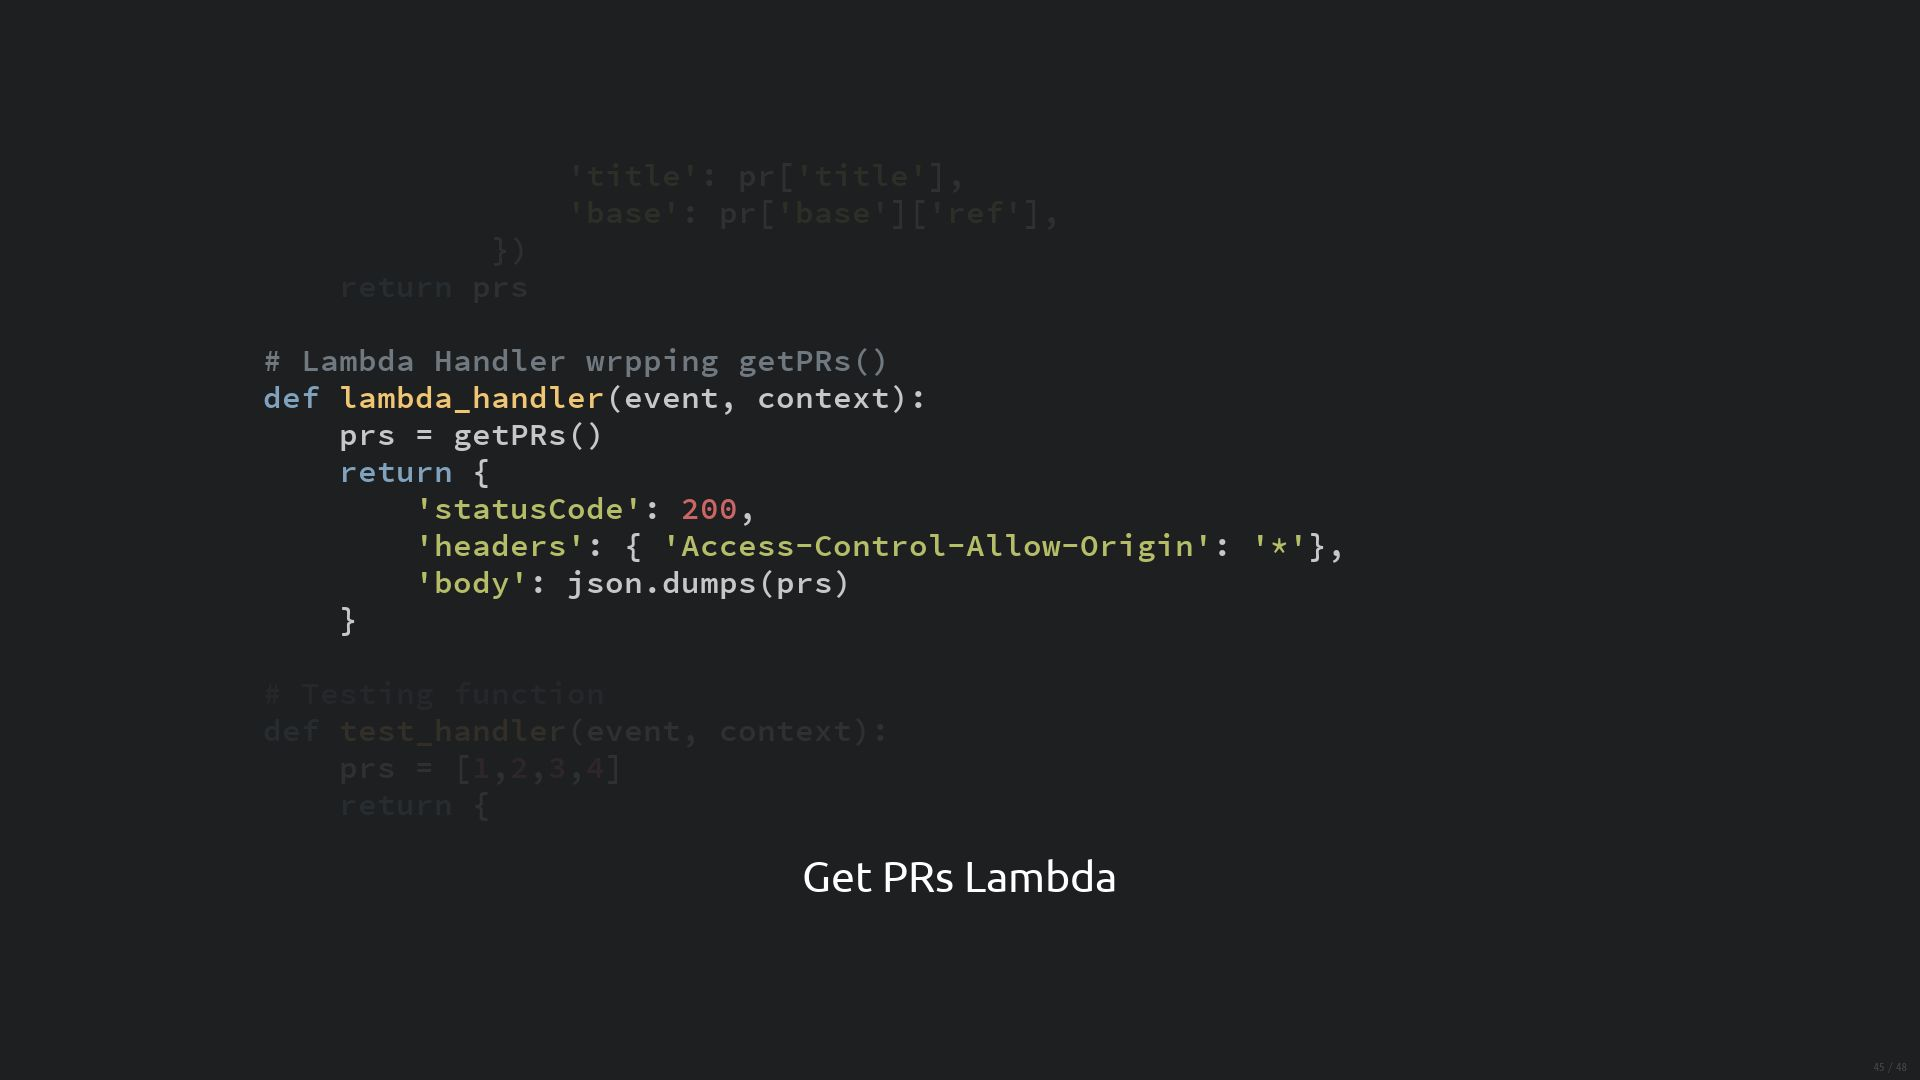 'title': pr['title'],
'base': pr['base']['ref'],
})
return prs
# Lambda Handler wrpping getPRs()
def lambda_handler(event, context):
prs = getPRs()
return {
'statusCode': 200,
'headers': { 'Access-Control-Allow-Origin': '*'},
'body': json.dumps(prs)
}
# Testing function
def test_handler(event, context):
prs = [1,2,3,4]
return {
Get PRs Lambda
45 / 48